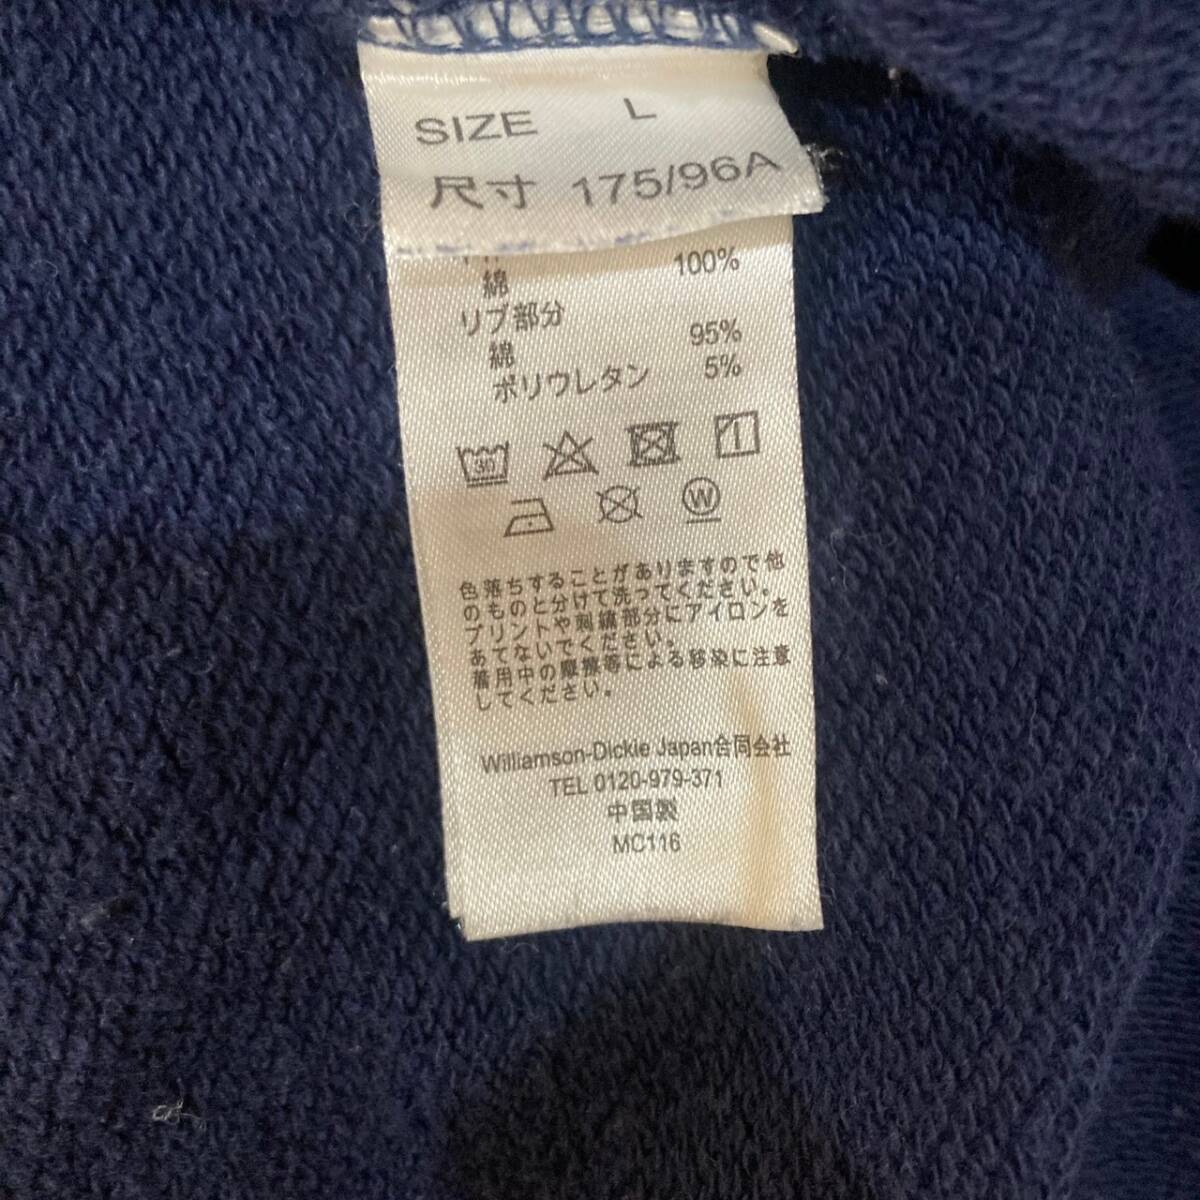 SIZE L
尺寸 175/96A
綿 100%
リブ部分
綿 95%
ポリウレタン 5%
30
W
色落ちすることがありますので他
のものと分けて洗ってください。
プリントや刺繍部分にアイロンを
あてないでください。
着用中の摩擦等による移染に注意
してください。
Williamson-Dickie Japan合同会社
TEL 0120-979-371
中国製
MC116